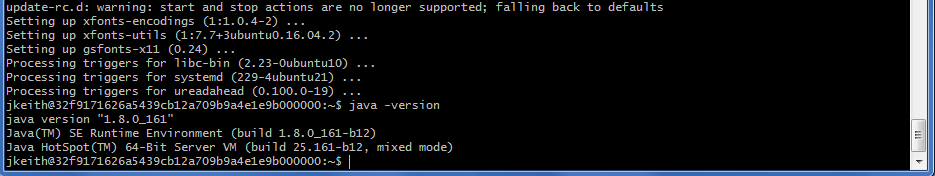 update-rc.d: warning: start and stop actions are no longer supported; falling back to defaults
Setting up xfonts-encodings (1:1.0.4-2) ...
Setting up xfonts-utils (1:7.7+3ubuntu0.16.04.2) ...
Setting up gsfonts-x11 (0.24) ...
Processing triggers for libc-bin (2.23-0ubuntu10) ...
Processing triggers for systemd (229-4ubuntu21) ...
Processing triggers for ureadahead (0.100.0-19) ...
jkeith@32f9171626a5439cb12a709b9a4e1e9b000000:~$ java -version
java version "1.8.0_161"
Java(TM) SE Runtime Environment (build 1.8.0_161-b12)
Java HotSpot(TM) 64-Bit Server VM (build 25.161-b12, mixed mode)
jkeith@32f9171626a5439cb12a709b9a4e1e9b000000:~$